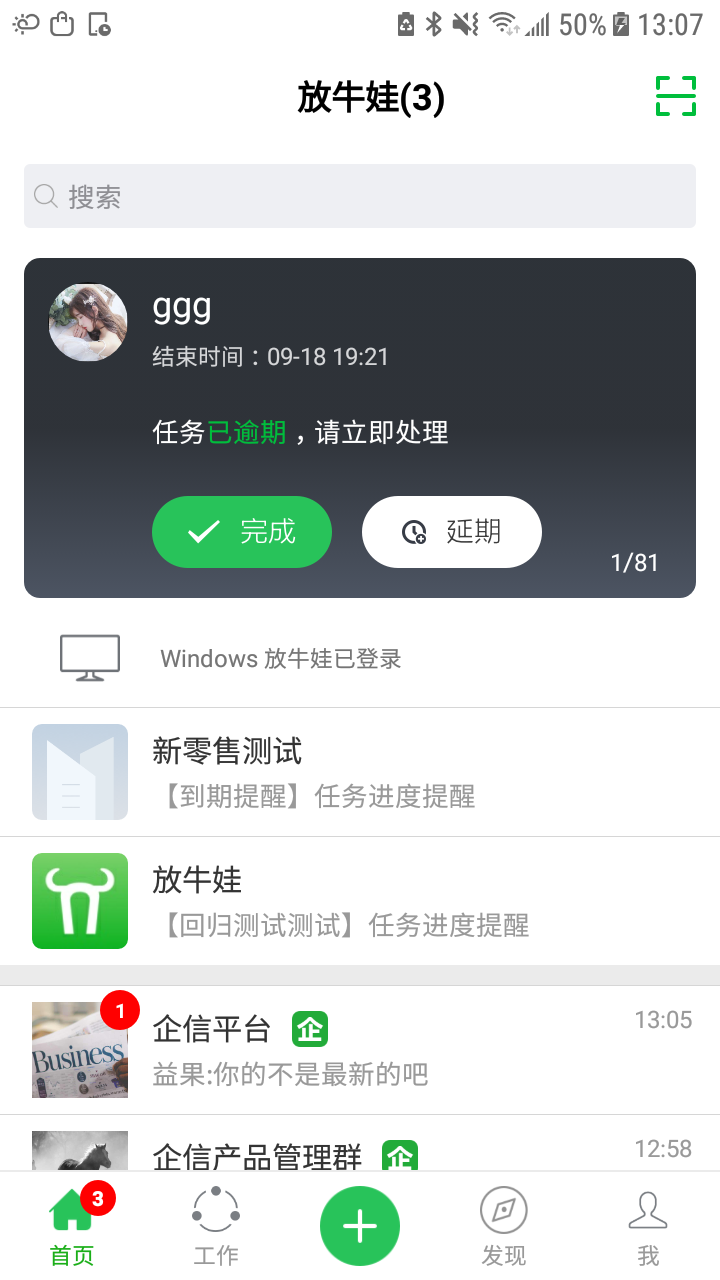 50% 13:07
放牛娃(3)
搜索
ggg
结束时间：09-18 19:21
任务已逾期，请立即处理
完成
延期
1/81
Windows 放牛娃已登录
新零售测试
【到期提醒】任务进度提醒
放牛娃
【回归测试测试】任务进度提醒
1
企信平台 企 13:05
Business
益果:你的不是最新的吧
企信产品管理群 企 12:58
3
首页
工作
发现
我